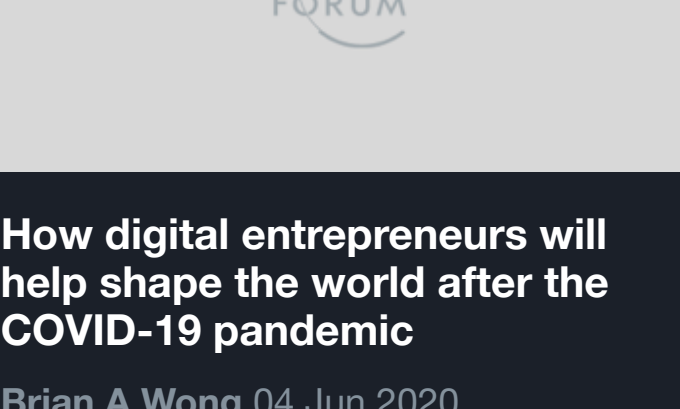 FORUM
How digital entrepreneurs will
help shape the world after the
COVID-19 pandemic
Brian A Wong 04 Jun 2020